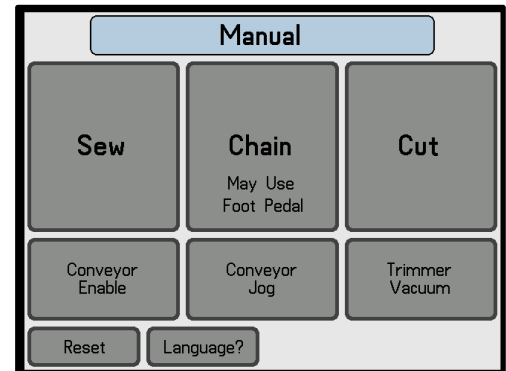 Manual
Sew
Chain
May Use
Foot Pedal
Cut
Conveyor
Enable
Conveyor
Jog
Trimmer
Vacuum
Reset
Language?